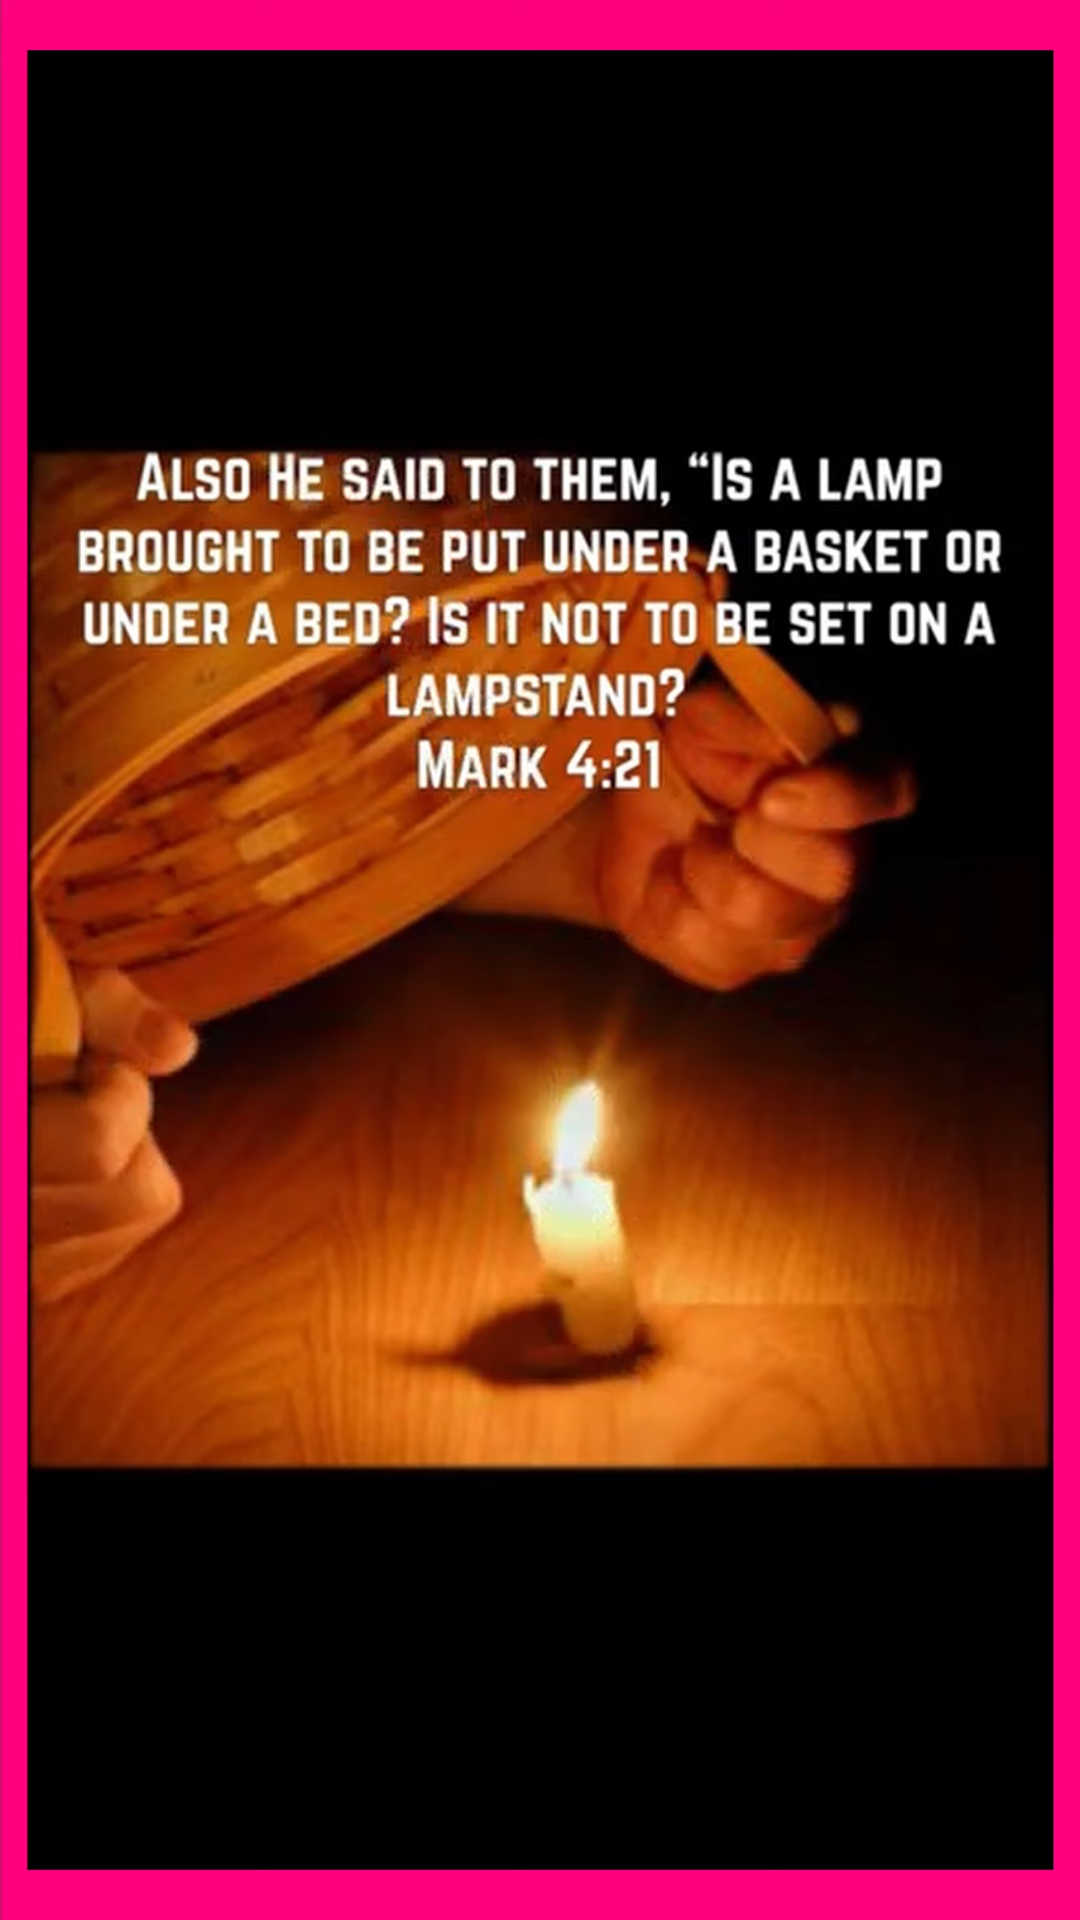 Also He said to them, “Is a lamp
brought to be put under a basket or
under a bed? Is it not to be set on a
lampstand?
Mark 4:21